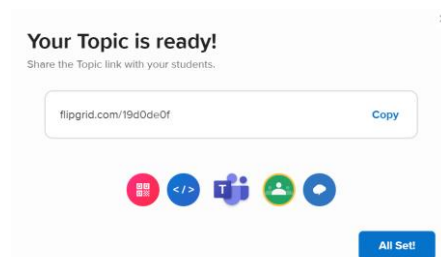 Your Topic is ready!
Share the Topic link with your students.
flipgrid.com/19d0de0f
Copy
</>
All Set!